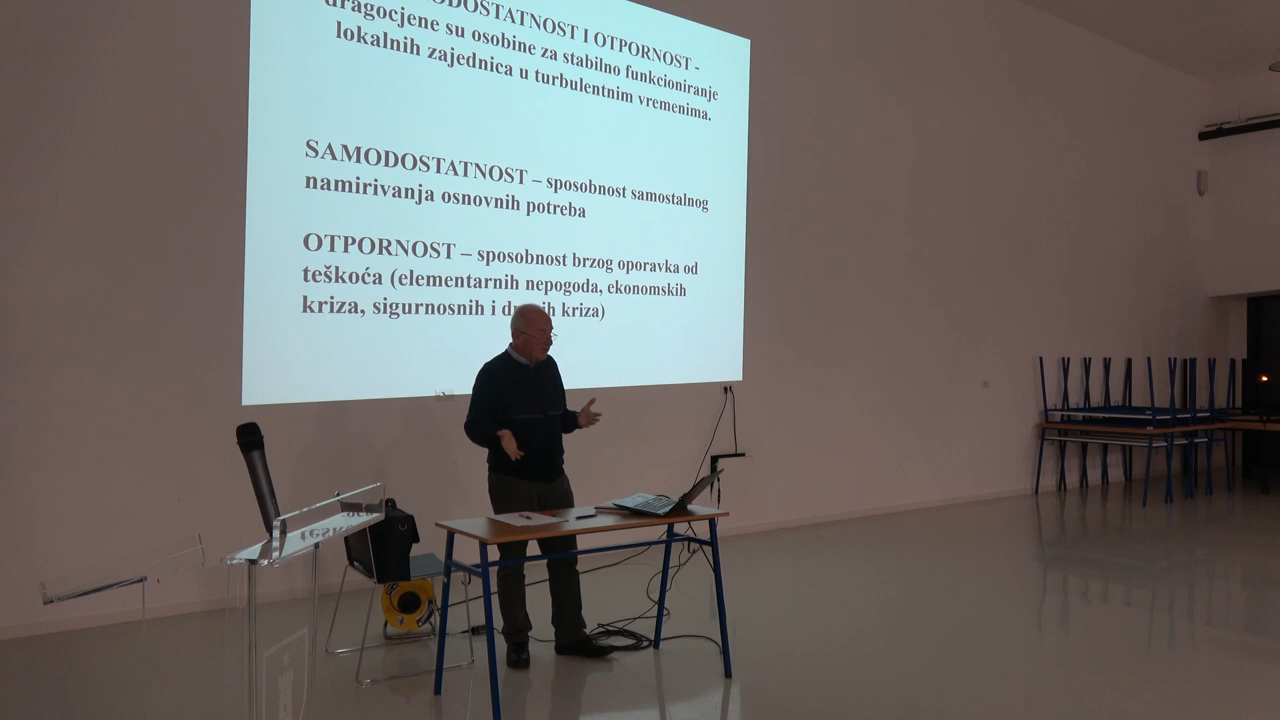 DOSTATNOST I OTPORNOST -
dragocjene su osobine za stabilno funkcioniranje
lokalnih zajednica u turbulentnim vremenima.
SAMODOSTATNOST – sposobnost samostalnog
namirivanja osnovnih potreba
OTPORNOST – sposobnost brzog oporavka od
teškoća (elementarnih nepogoda, ekonomskih
kriza, sigurnosnih i kriza)